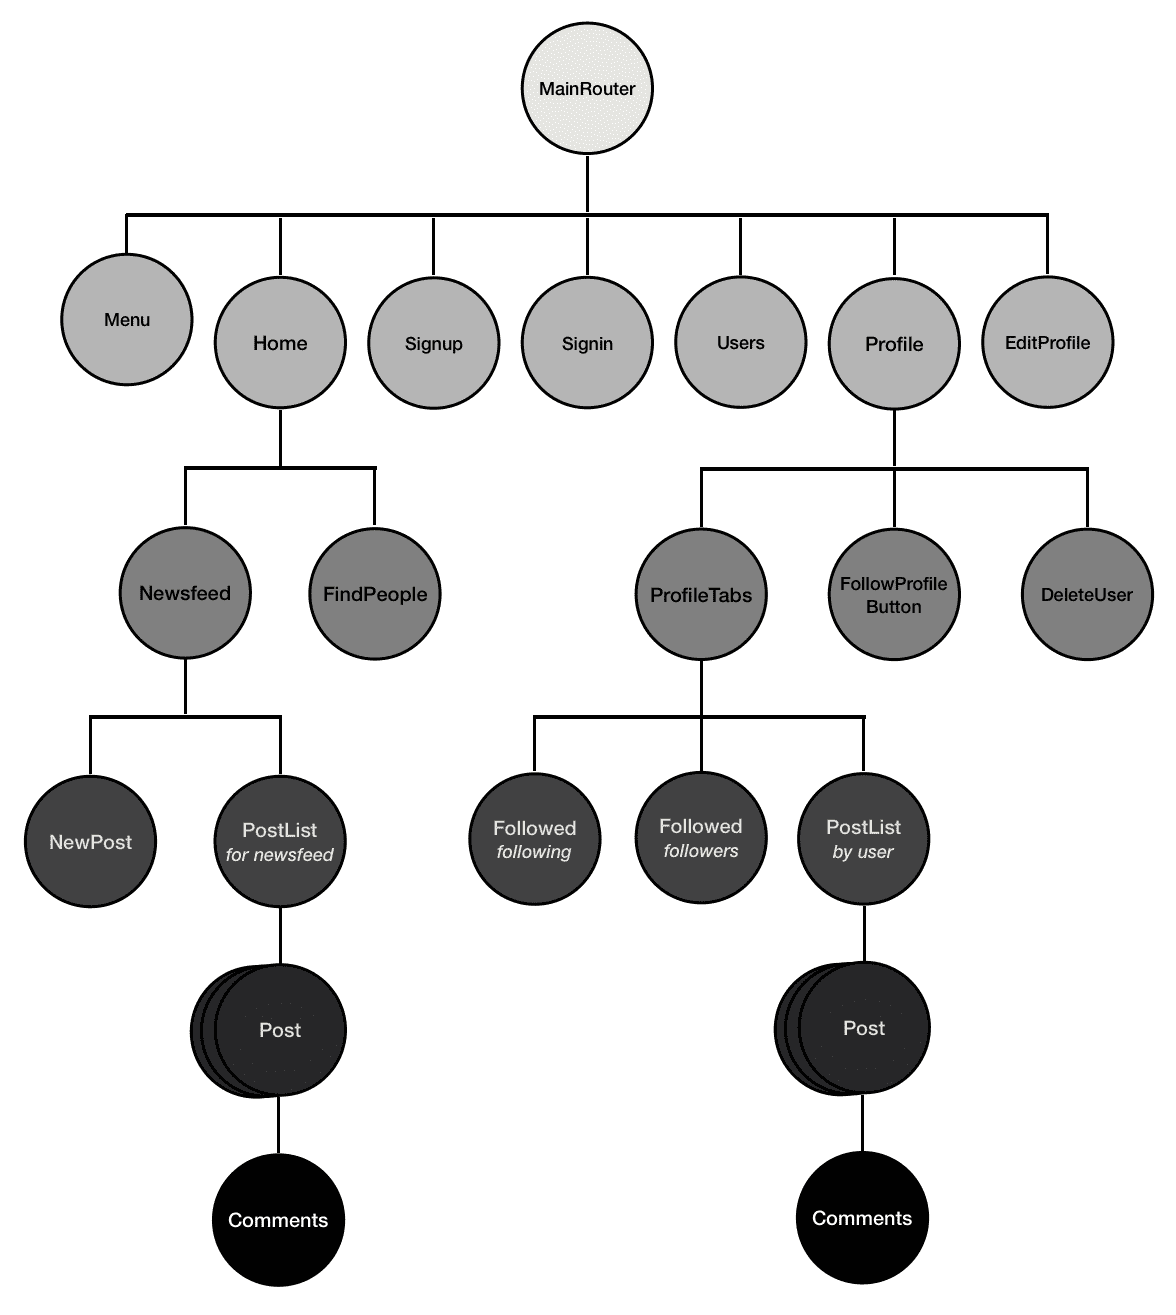 MainRouter
Menu
Home
Signup
Signin
Users
Profile
EditProfile
Newsfeed
FindPeople
ProfileTabs
FollowProfile
Button
DeleteUser
NewPost
PostList
for newsfeed
Followed
following
Followed
followers
PostList
by user
Post
Post
Comments
Comments